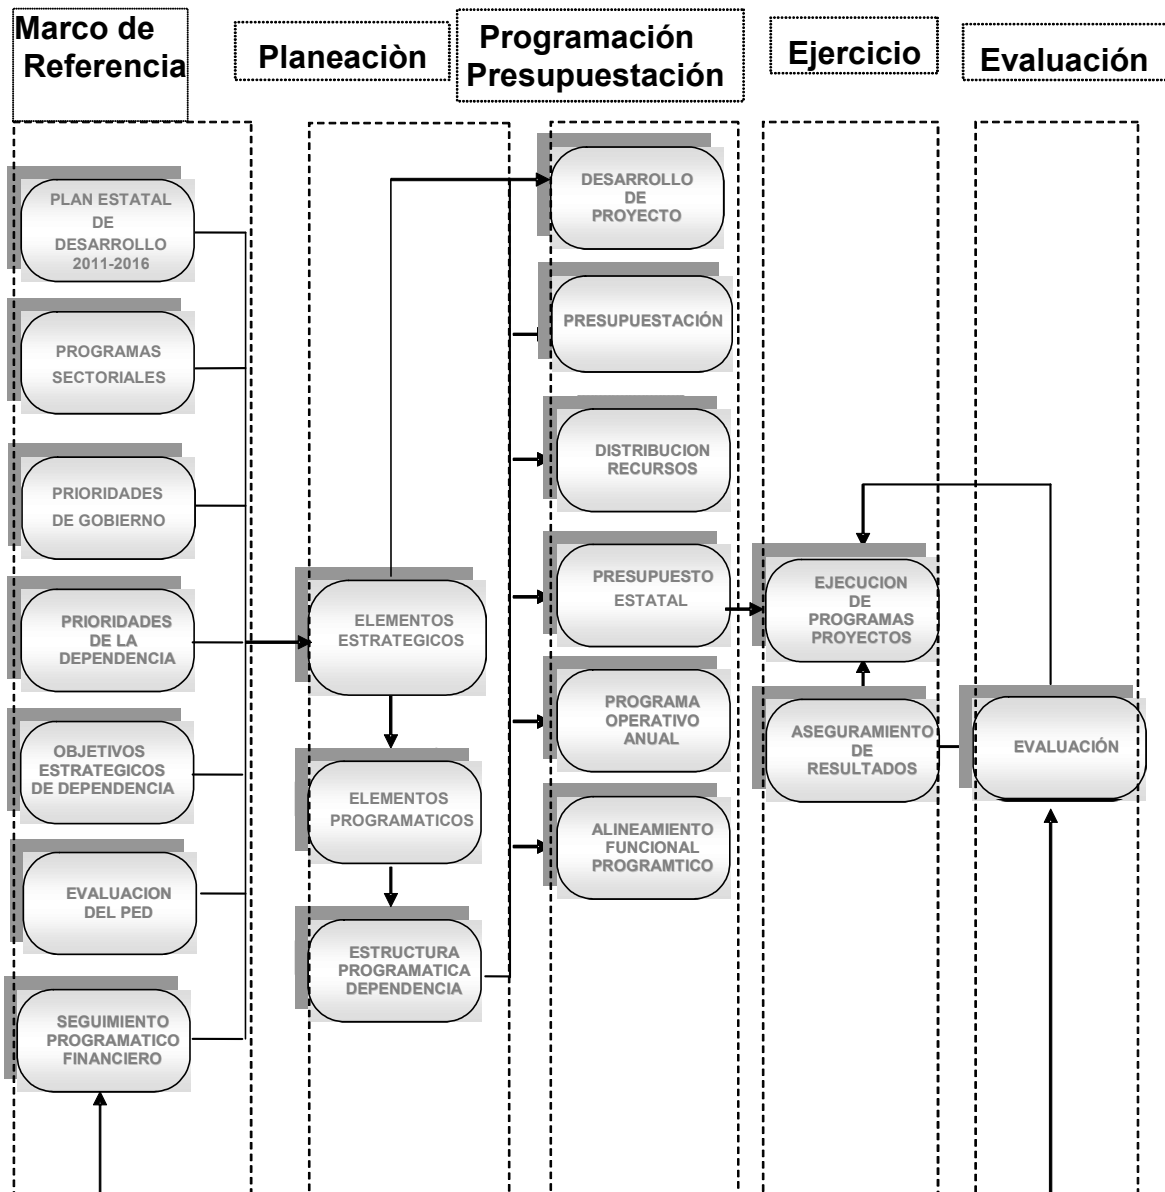 Marco de
Referencia
Planeaciòn
Programación
Presupuestación
Ejercicio
Evaluación
PLAN ESTATAL
DE
DESARROLLO
2011-2016
PROGRAMAS
SECTORIALES
PRIORIDADES
DE GOBIERNO
PRIORIDADES
DE LA
DEPENDENCIA
OBJETIVOS
ESTRATEGICOS
DE DEPENDENCIA
EVALUACION
DEL PED
SEGUIMIENTO
PROGRAMATICO
FINANCIERO
ELEMENTOS
ESTRATEGICOS
ELEMENTOS
PROGRAMATICOS
ESTRUCTURA
PROGRAMATICA
DEPENDENCIA
DESARROLLO
DE
PROYECTO
PRESUPUESTACIÓN
DISTRIBUCION
RECURSOS
PRESUPUESTO
ESTATAL
PROGRAMA
OPERATIVO
ANUAL
ALINEAMIENTO
FUNCIONAL
PROGRAMTICO
EJECUCION
DE
PROGRAMAS
PROYECTOS
ASEGURAMIENTO
DE
RESULTADOS
EVALUACIÓN